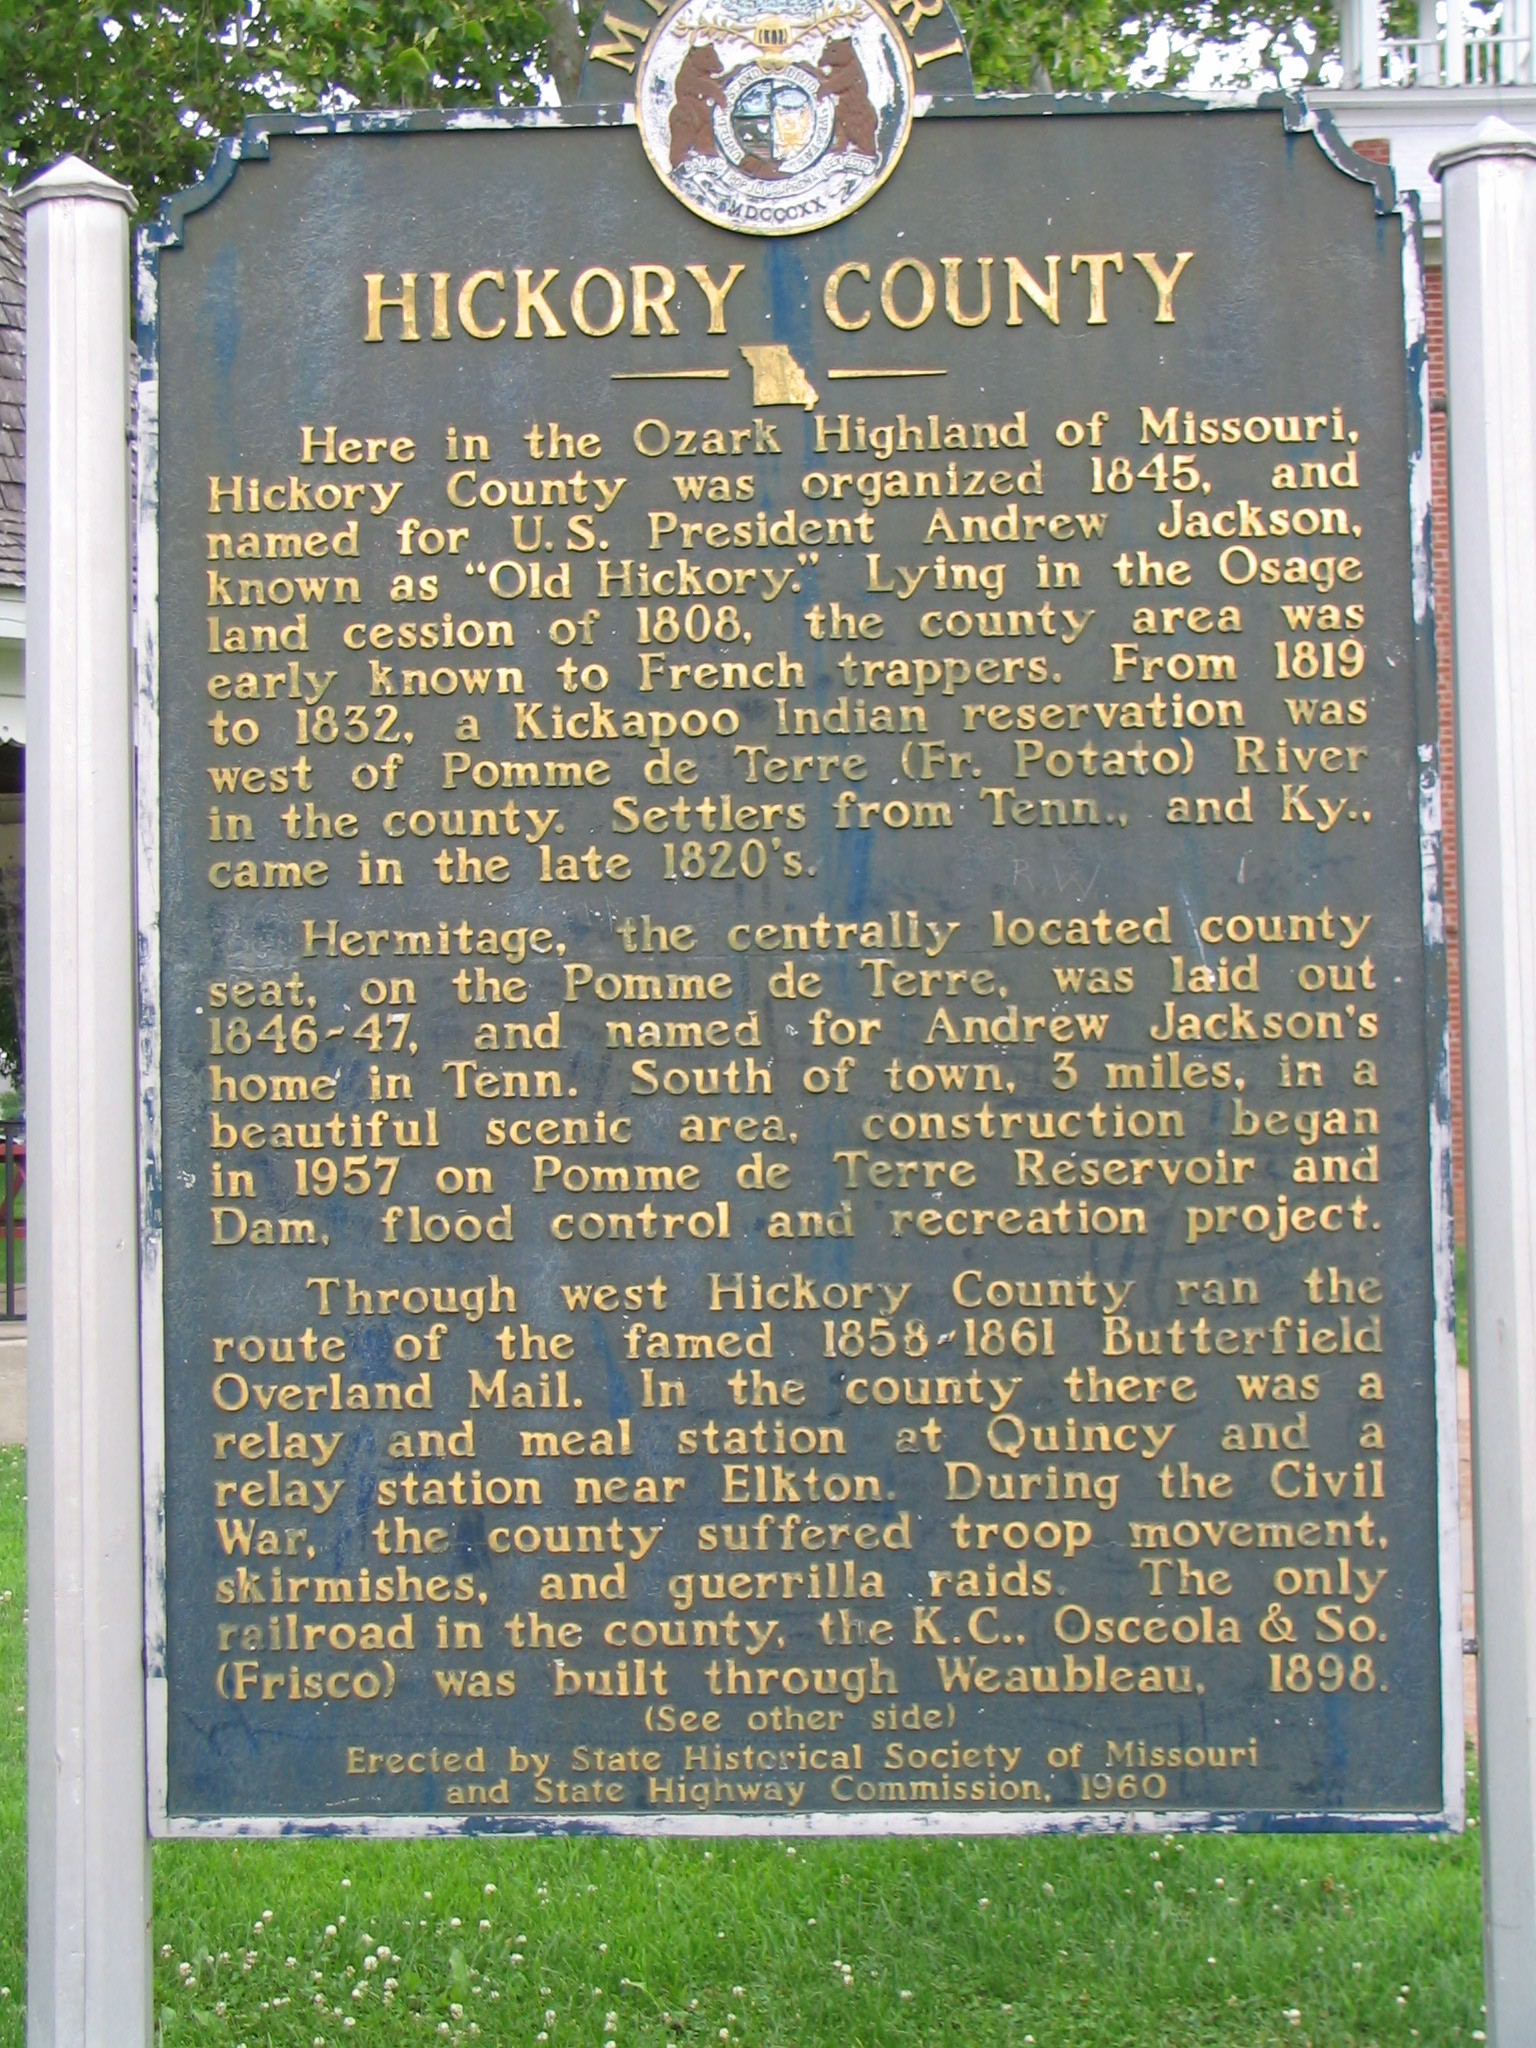 HICKORY COUNTY
Here in the Ozark Highland of Missouri,
Hickory County was organized 1845, and
named for U.S. President Andrew Jackson,
known as “Old Hickory.” Lying in the Osage
land cession of 1808, the county area was
early known to French trappers. From 1819
to 1832, a Kickapoo Indian reservation was
west of Pomme de Terre (Fr. Potato) River
in the county. Settlers from Tenn., and Ky.,
came in the late 1820's.
R.W
Hermitage, the centrally located county
seat, on the Pomme de Terre, was laid out
1846-47, and named for Andrew Jackson's
home in Tenn. South of town, 3 miles, in a
beautiful scenic area, construction began
in 1957 on Pomme de Terre Reservoir and
Dam, flood control and recreation project.
Through west Hickory County ran the
route of the famed 1858-1861 Butterfield
Overland Mail. In the county there was a
relay and meal station at Quincy and a
relay station near Elkton. During the Civil
War, the county suffered troop movement,
skirmishes, and guerrilla raids. The only
railroad in the county, the K.C., Osceola & So.
(Frisco) was built through Weaubleau, 1898.
(See other side)
Erected by State Historical Society of Missouri
and State Highway Commission, 1960
MDCCCXX